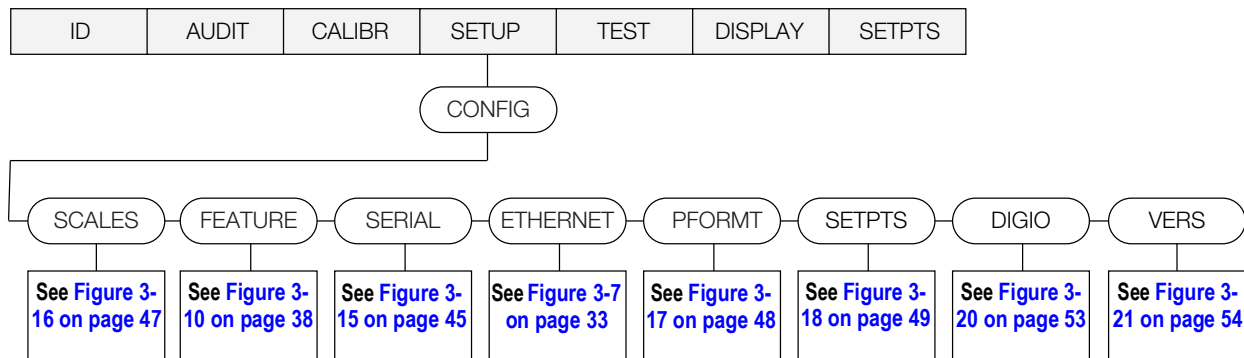 ID AUDIT CALIBR SETUP TEST DISPLAY SETPTS
CONFIG
SCALES FEATURE SERIAL ETHERNET PFORMT SETPTS DIGIO VERS
See Figure 3-
16 on page 47
See Figure 3-
10 on page 38
See Figure 3-
15 on page 45
See Figure 3-7
on page 33
See Figure 3-
17 on page 48
See Figure 3-
18 on page 49
See Figure 3-
20 on page 53
See Figure 3-
21 on page 54